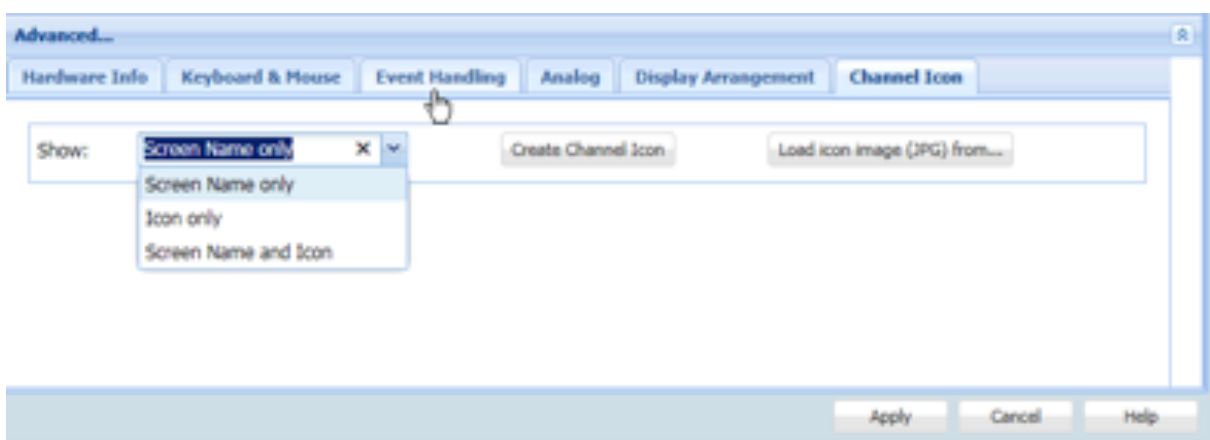 Advanced...
Hardware Info Keyboard & Mouse Event Handling Analog Display Arrangement Channel Icon
Show: Screen Name only Create Channel Icon Load icon image (JPG) from...
Screen Name only
Icon only
Screen Name and Icon
Apply Cancel Help